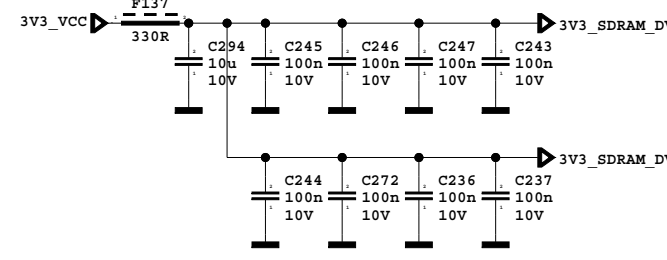 F137
3V3_VCC
330R
3V3_SDRAM_DV
C294
10u
10V
C245
100n
10V
C246
100n
10V
C247
100n
10V
C243
100n
10V
3V3_SDRAM_DV
C244
100n
10V
C272
100n
10V
C236
100n
10V
C237
100n
10V